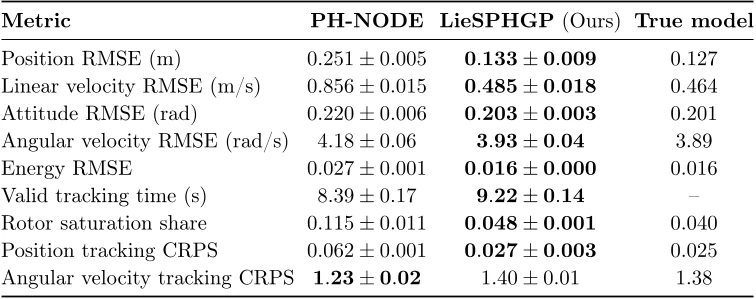 Metric PH-NODE LieSPHGP (Ours) True model
Position RMSE (m) 0.251 ± 0.005 0.133 ± 0.009 0.127
Linear velocity RMSE (m/s) 0.856 ± 0.015 0.485 ± 0.018 0.464
Attitude RMSE (rad) 0.220 ± 0.006 0.203 ± 0.003 0.201
Angular velocity RMSE (rad/s) 4.18 ± 0.06 3.93 ± 0.04 3.89
Energy RMSE 0.027 ± 0.001 0.016 ± 0.000 0.016
Valid tracking time (s) 8.39 ± 0.17 9.22 ± 0.14 –
Rotor saturation share 0.115 ± 0.011 0.048 ± 0.001 0.040
Position tracking CRPS 0.062 ± 0.001 0.027 ± 0.003 0.025
Angular velocity tracking CRPS 1.23 ± 0.02 1.40 ± 0.01 1.38